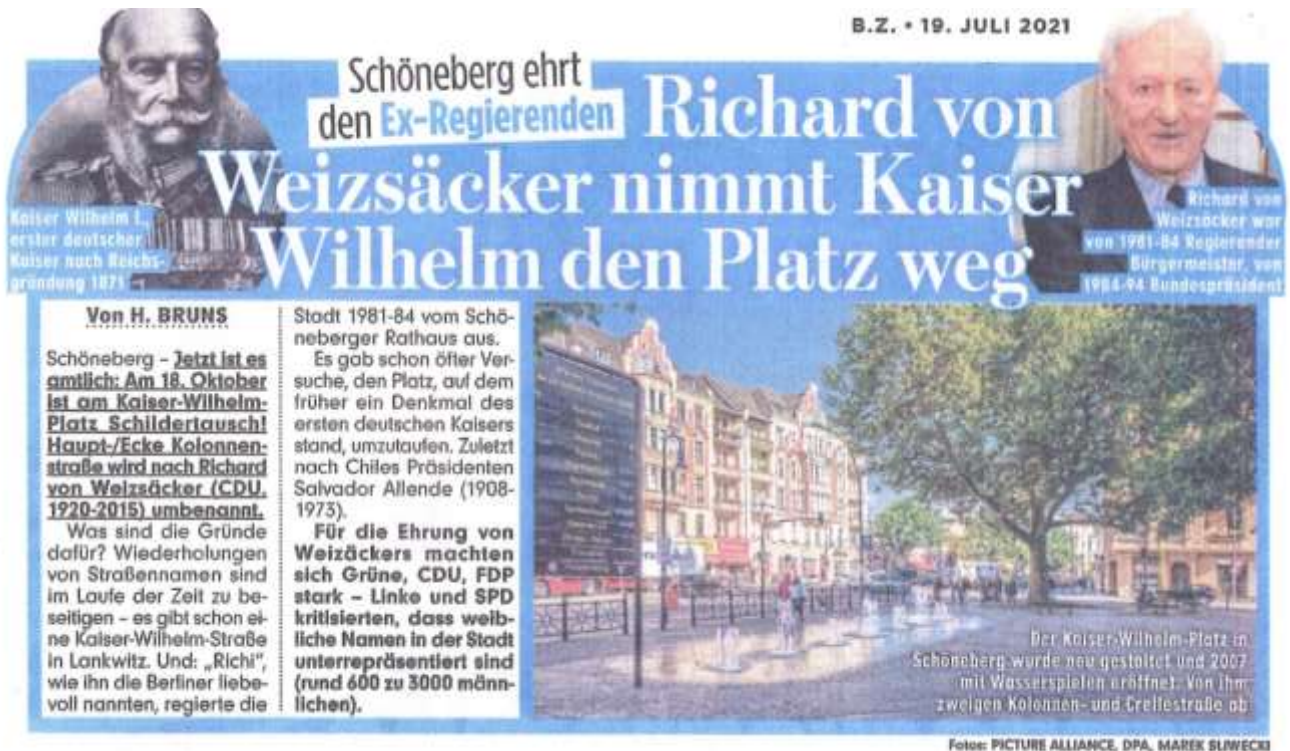 B.Z. • 19. JULI 2021
Schöneberg ehrt
den Ex-Regierenden
Richard von
Weizsäcker nimmt Kaiser
Wilhelm den Platz weg
Kaiser Wilhelm I.,
erster deutscher
Kaiser nach Reichs-
gründung 1871
Richard von
Weizsäcker war
von 1981-84 Regierender
Bürgermeister, von
1984-94 Bundespräsident
Von H. BRUNS
Schöneberg – Jetzt ist es
amtlich: Am 18. Oktober
ist am Kaiser-Wilhelm-
Platz Schildertausch!
Haupt-/Ecke Kolonnen-
straße wird nach Richard
von Weizsäcker (CDU,
1920-2015) umbenannt.
Was sind die Gründe
dafür? Wiederholungen
von Straßennamen sind
im Laufe der Zeit zu be-
seitigen – es gibt schon ei-
ne Kaiser-Wilhelm-Straße
in Lankwitz. Und: „Richi“,
wie ihn die Berliner liebe-
voll nannten, regierte die
Stadt 1981-84 vom Schö-
neberger Rathaus aus.
Es gab schon öfter Ver-
suche, den Platz, auf dem
früher ein Denkmal des
ersten deutschen Kaisers
stand, umzutaufen. Zuletzt
nach Chiles Präsidenten
Salvador Allende (1908-
1973).
Für die Ehrung von
Weizäckers machten
sich Grüne, CDU, FDP
stark – Linke und SPD
kritisierten, dass weib-
liche Namen in der Stadt
unterrepräsentiert sind
(rund 600 zu 3000 männ-
lichen).
Der Kaiser-Wilhelm-Platz in
Schöneberg wurde neu gestaltet und 2007
mit Wasserspielen eröffnet. Von ihm
zweigen Kolonnen- und Crellestraße ab
Fotos: PICTURE ALLIANCE, DPA, MAREK SLIWECKI